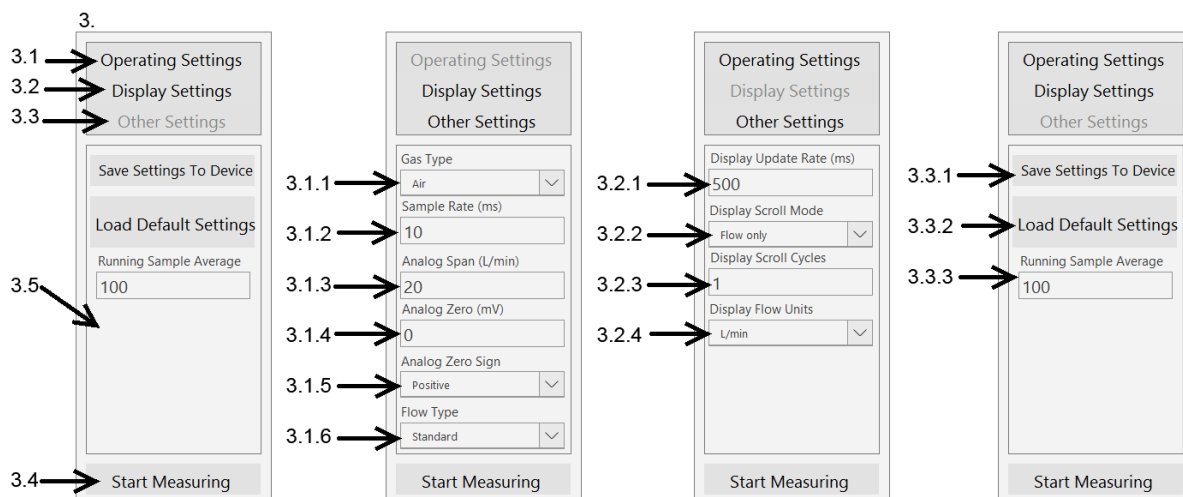 3.
3.1
Operating Settings
3.2
Display Settings
3.3
Other Settings
Save Settings To Device
Load Default Settings
Running Sample Average
100
3.5
3.4
Start Measuring
Operating Settings
Display Settings
Other Settings
Gas Type
3.1.1
Air
Sample Rate (ms)
3.1.2
10
Analog Span (L/min)
3.1.3
20
Analog Zero (mV)
3.1.4
0
Analog Zero Sign
3.1.5
Positive
Flow Type
3.1.6
Standard
Start Measuring
Operating Settings
Display Settings
Other Settings
Display Update Rate (ms)
3.2.1
500
Display Scroll Mode
3.2.2
Flow only
Display Scroll Cycles
3.2.3
1
Display Flow Units
3.2.4
L/min
Start Measuring
Operating Settings
Display Settings
Other Settings
3.3.1
Save Settings To Device
3.3.2
Load Default Settings
Running Sample Average
3.3.3
100
Start Measuring